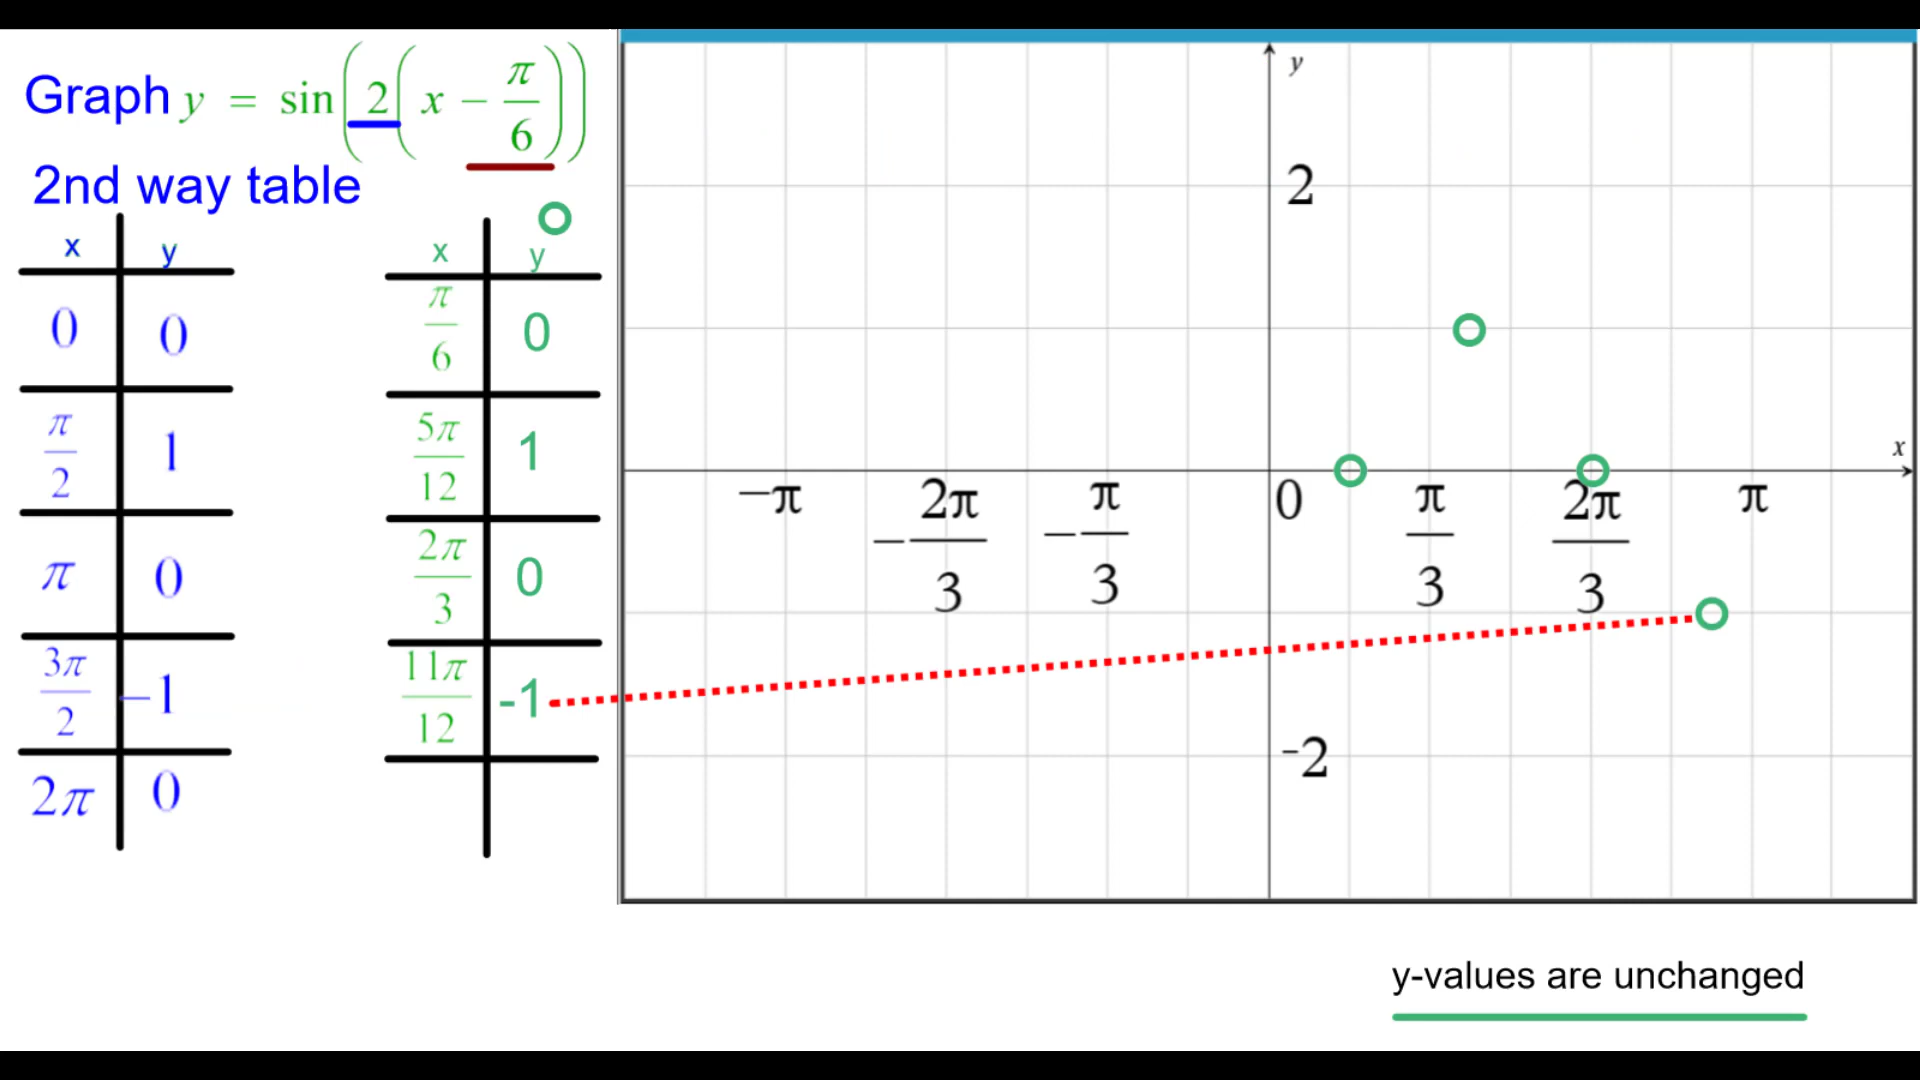 Graph y = sin(2(x − π/6))
2nd way table
x y
0 0
π/2 1
π 0
3π/2 −1
2π 0
x y
π/6 0
5π/12 1
2π/3 0
11π/12 -1
y
2
x
−π −2π/3 −π/3 0 π/3 2π/3 π
-2
y-values are unchanged